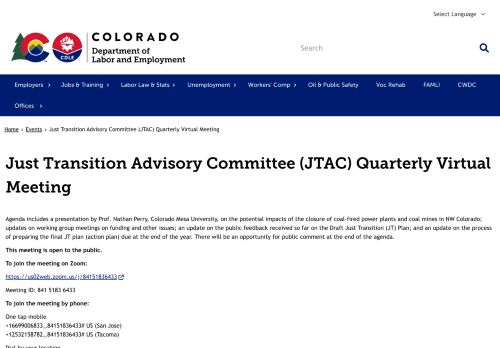 Select Language
COLORADO
Department of
Labor and Employment
CDLE
Search
Employers
Jobs & Training
Labor Law & Stats
Unemployment
Workers' Comp
Oil & Public Safety
Voc Rehab
FAMLI
CWDC
Offices
Home › Events › Just Transition Advisory Committee (JTAC) Quarterly Virtual Meeting
Just Transition Advisory Committee (JTAC) Quarterly Virtual
Meeting
Agenda includes a presentation by Prof. Nathan Perry, Colorado Mesa University, on the potential impacts of the closure of coal-fired power plants and coal mines in NW Colorado;
updates on working group meetings on funding and other issues; an update on the public feedback received so far on the Draft Just Transition (JT) Plan; and an update on the process
of preparing the final JT plan (action plan) due at the end of the year. There will be an opportunity for public comment at the end of the agenda.
This meeting is open to the public.
To join the meeting on Zoom:
https://us02web.zoom.us/j/84151836433
Meeting ID: 841 5183 6433
To join the meeting by phone:
One tap mobile
+16699006833,,84151836433# US (San Jose)
+12532158782,,84151836433# US (Tacoma)
Dial by your location